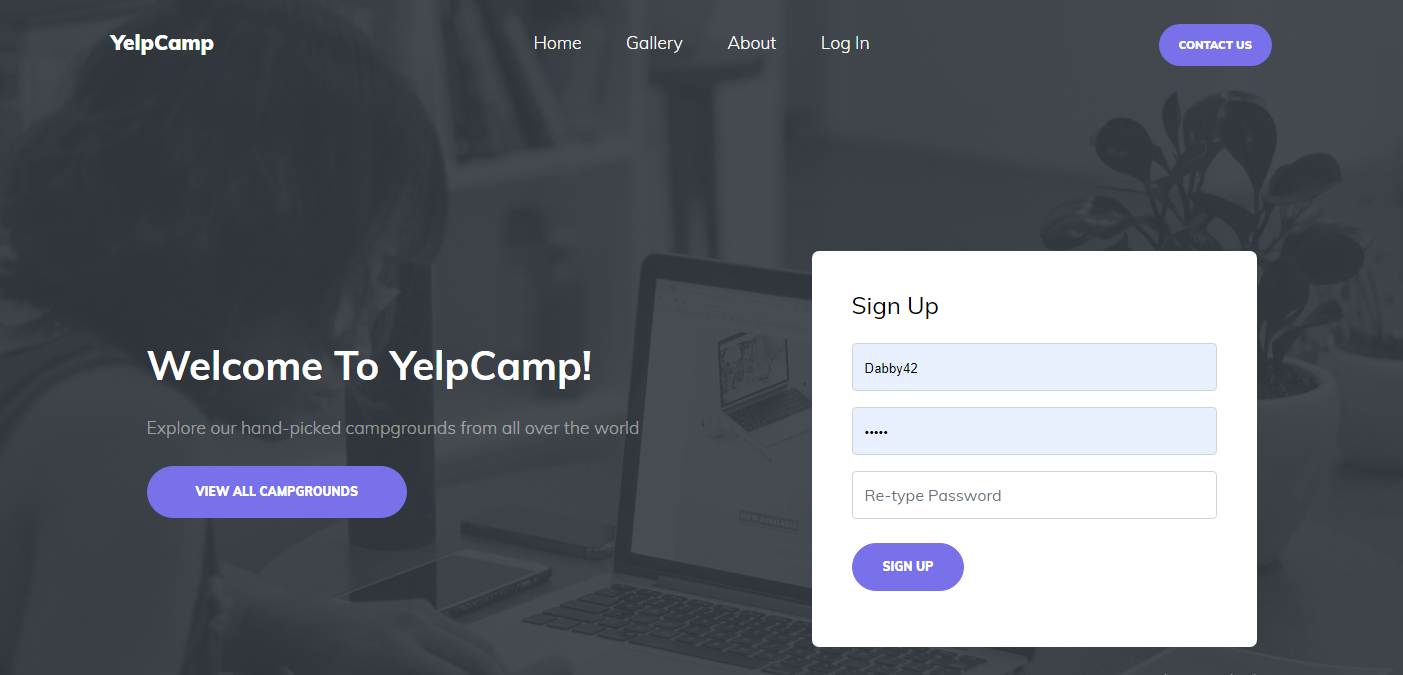 YelpCamp
Home
Gallery
About
Log In
CONTACT US
Welcome To YelpCamp!
Explore our hand-picked campgrounds from all over the world
VIEW ALL CAMPGROUNDS
Sign Up
Dabby42
•••••
Re-type Password
SIGN UP